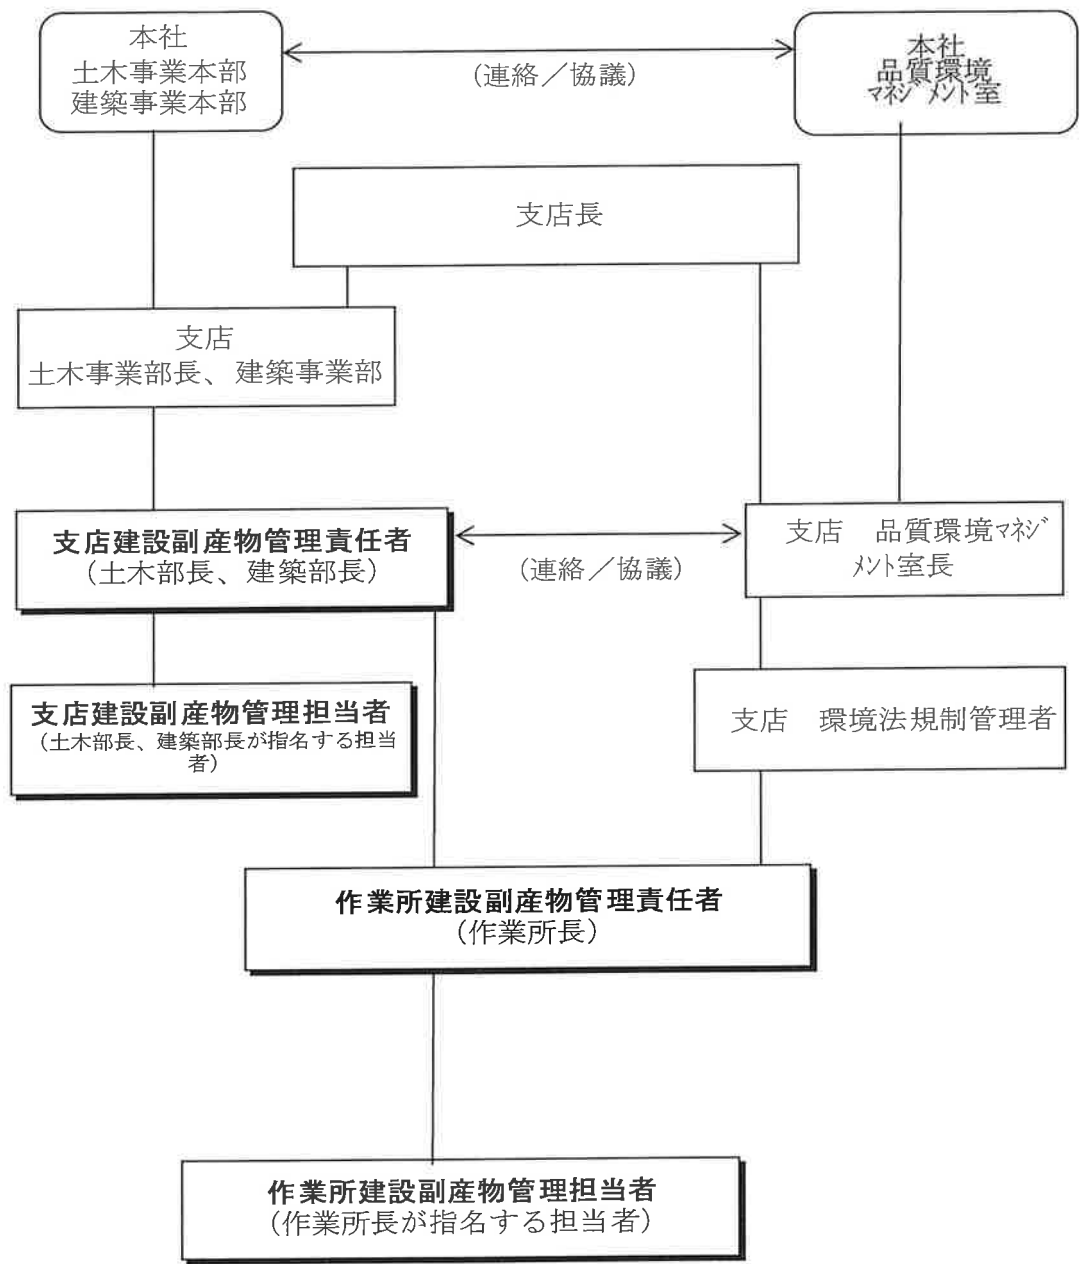 本社
土木事業本部
建築事業本部
(連絡／協議)
本社
品質環境
ﾏﾈｼﾞﾒﾝﾄ室
支店長
支店
土木事業部長、建築事業部
支店建設副産物管理責任者
(土木部長、建築部長)
(連絡／協議)
支店　品質環境ﾏﾈｼﾞ
ﾒﾝﾄ室長
支店建設副産物管理担当者
(土木部長、建築部長が指名する担当
者)
支店　環境法規制管理者
作業所建設副産物管理責任者
(作業所長)
作業所建設副産物管理担当者
(作業所長が指名する担当者)